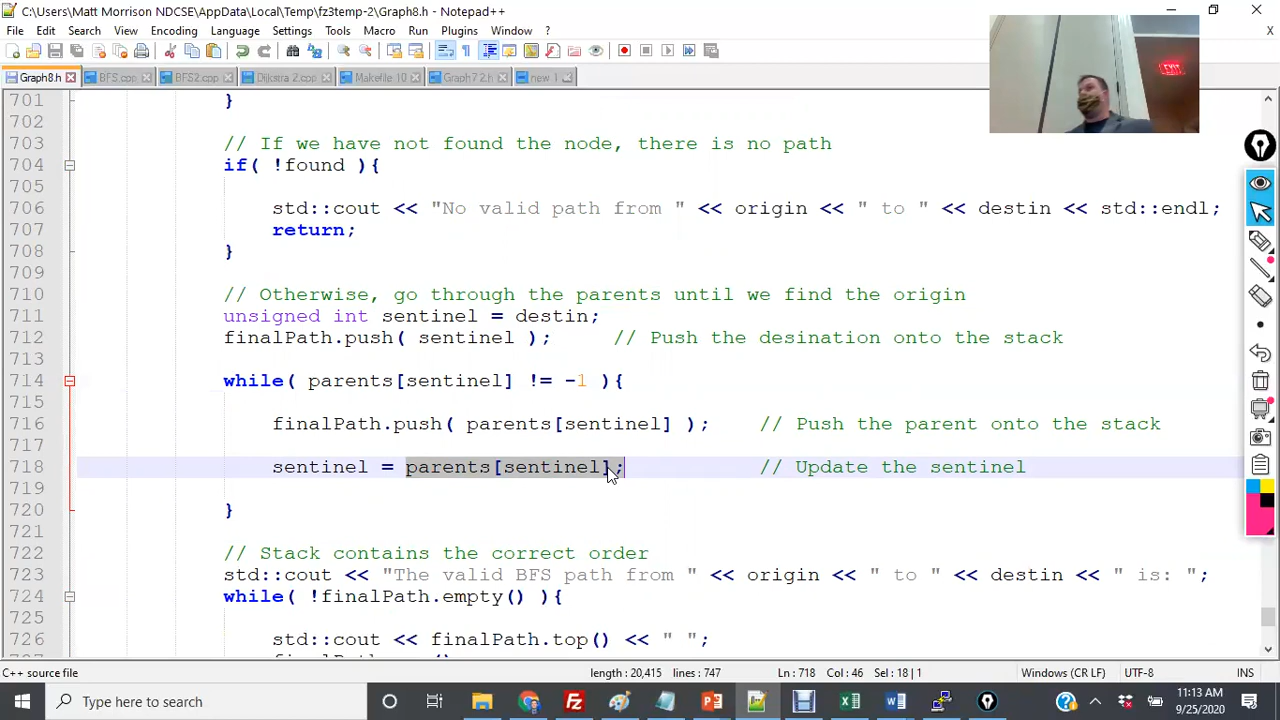 C:\Users\Matt Morrison NDCSE\AppData\Local\Temp\fz3temp-2\Graph8.h - Notepad++
File Edit Search View Encoding Language Settings Tools Macro Run Plugins Window ?
X
Graph8.h BFS.cpp BFS2.cpp Dijkstra 2.cpp Makefile 10 Graph7 2.h new 1
EXIT
701 }
702
703 // If we have not found the node, there is no path
704 if( !found ){
705
706 std::cout << "No valid path from " << origin << " to " << destin << std::endl;
707 return;
708 }
709
710 // Otherwise, go through the parents until we find the origin
711 unsigned int sentinel = destin;
712 finalPath.push( sentinel ); // Push the desination onto the stack
713
714 while( parents[sentinel] != -1 ){
715
716 finalPath.push( parents[sentinel] ); // Push the parent onto the stack
717
718 sentinel = parents[sentinel]; // Update the sentinel
719
720 }
721
722 // Stack contains the correct order
723 std::cout << "The valid BFS path from " << origin << " to " << destin << " is: ";
724 while( !finalPath.empty() ){
725
726 std::cout << finalPath.top() << " ";
C++ source file length : 20,415 lines : 747 Ln : 718 Col : 46 Sel : 18 | 1 Windows (CR LF) UTF-8 INS
Type here to search
11:13 AM
9/25/2020